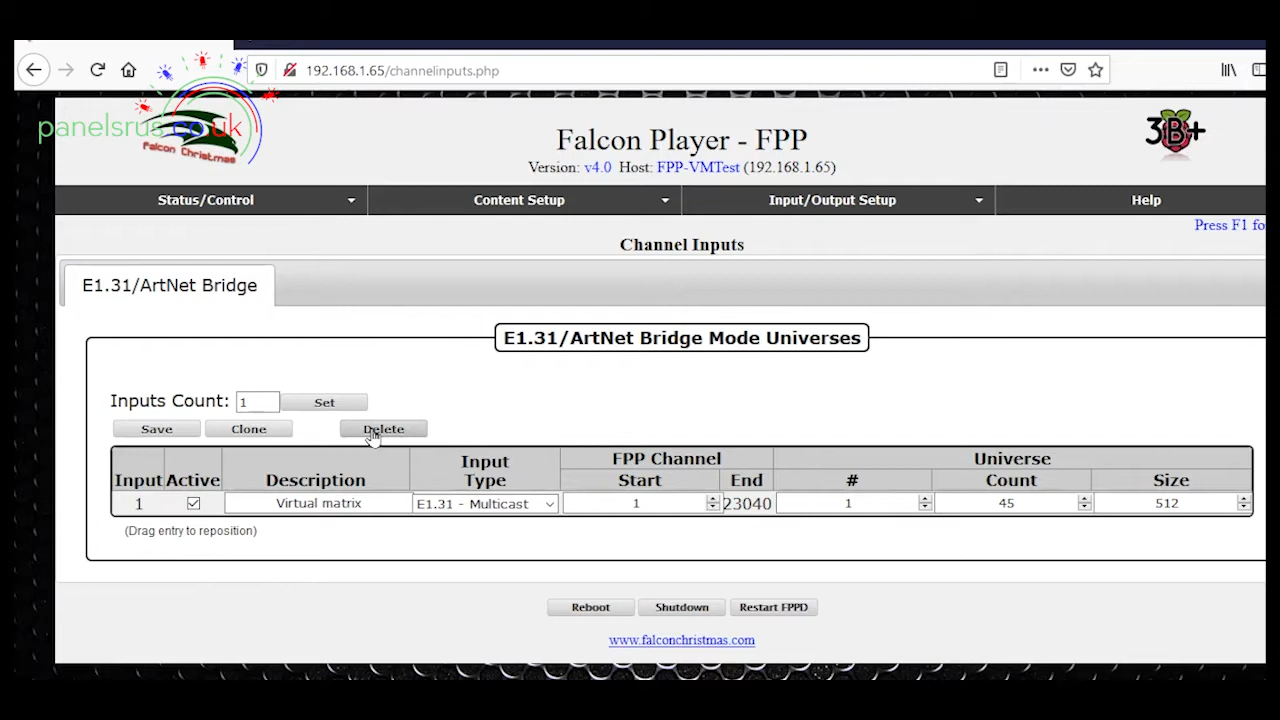 192.168.1.65/channelinputs.php
panelsrus.co.uk
Falcon Christmas
Falcon Player - FPP
3B+
Version: v4.0 Host: FPP-VMTest (192.168.1.65)
Status/Control Content Setup Input/Output Setup Help
Press F1 fo
Channel Inputs
E1.31/ArtNet Bridge
E1.31/ArtNet Bridge Mode Universes
Inputs Count: 1 Set
Save Clone Delete
FPP Channel Universe
Input Active Description Input Type Start End # Count Size
1 Virtual matrix E1.31 - Multicast 1 23040 1 45 512
(Drag entry to reposition)
Reboot Shutdown Restart FPPD
www.falconchristmas.com